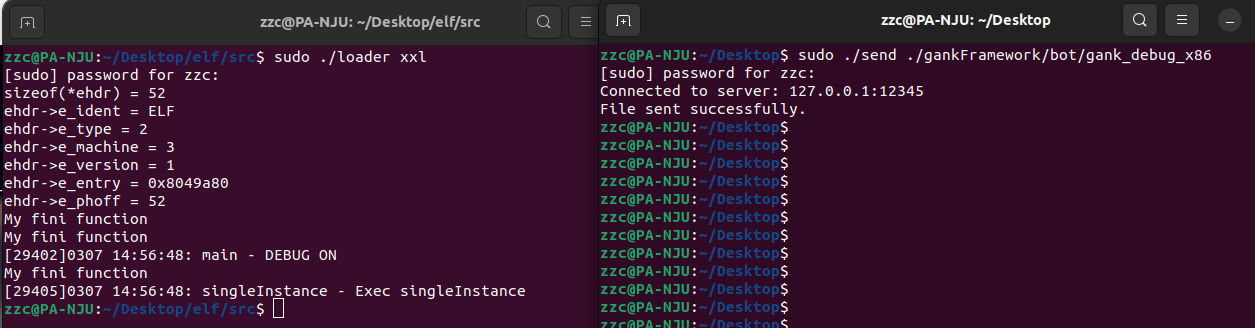 zzc@PA-NJU: ~/Desktop/elf/src
zzc@PA-NJU:~/Desktop/elf/src$ sudo ./loader xxl
[sudo] password for zzc:
sizeof(*ehdr) = 52
ehdr->e_ident = ELF
ehdr->e_type = 2
ehdr->e_machine = 3
ehdr->e_version = 1
ehdr->e_entry = 0x8049a80
ehdr->e_phoff = 52
My fini function
My fini function
[29402]0307 14:56:48: main - DEBUG ON
My fini function
[29405]0307 14:56:48: singleInstance - Exec singleInstance
zzc@PA-NJU:~/Desktop/elf/src$
zzc@PA-NJU: ~/Desktop
zzc@PA-NJU:~/Desktop$ sudo ./send ./gankFramework/bot/gank_debug_x86
[sudo] password for zzc:
Connected to server: 127.0.0.1:12345
File sent successfully.
zzc@PA-NJU:~/Desktop$
zzc@PA-NJU:~/Desktop$
zzc@PA-NJU:~/Desktop$
zzc@PA-NJU:~/Desktop$
zzc@PA-NJU:~/Desktop$
zzc@PA-NJU:~/Desktop$
zzc@PA-NJU:~/Desktop$
zzc@PA-NJU:~/Desktop$
zzc@PA-NJU:~/Desktop$
zzc@PA-NJU:~/Desktop$
zzc@PA-NJU:~/Desktop$
zzc@PA-NJU:~/Desktop$